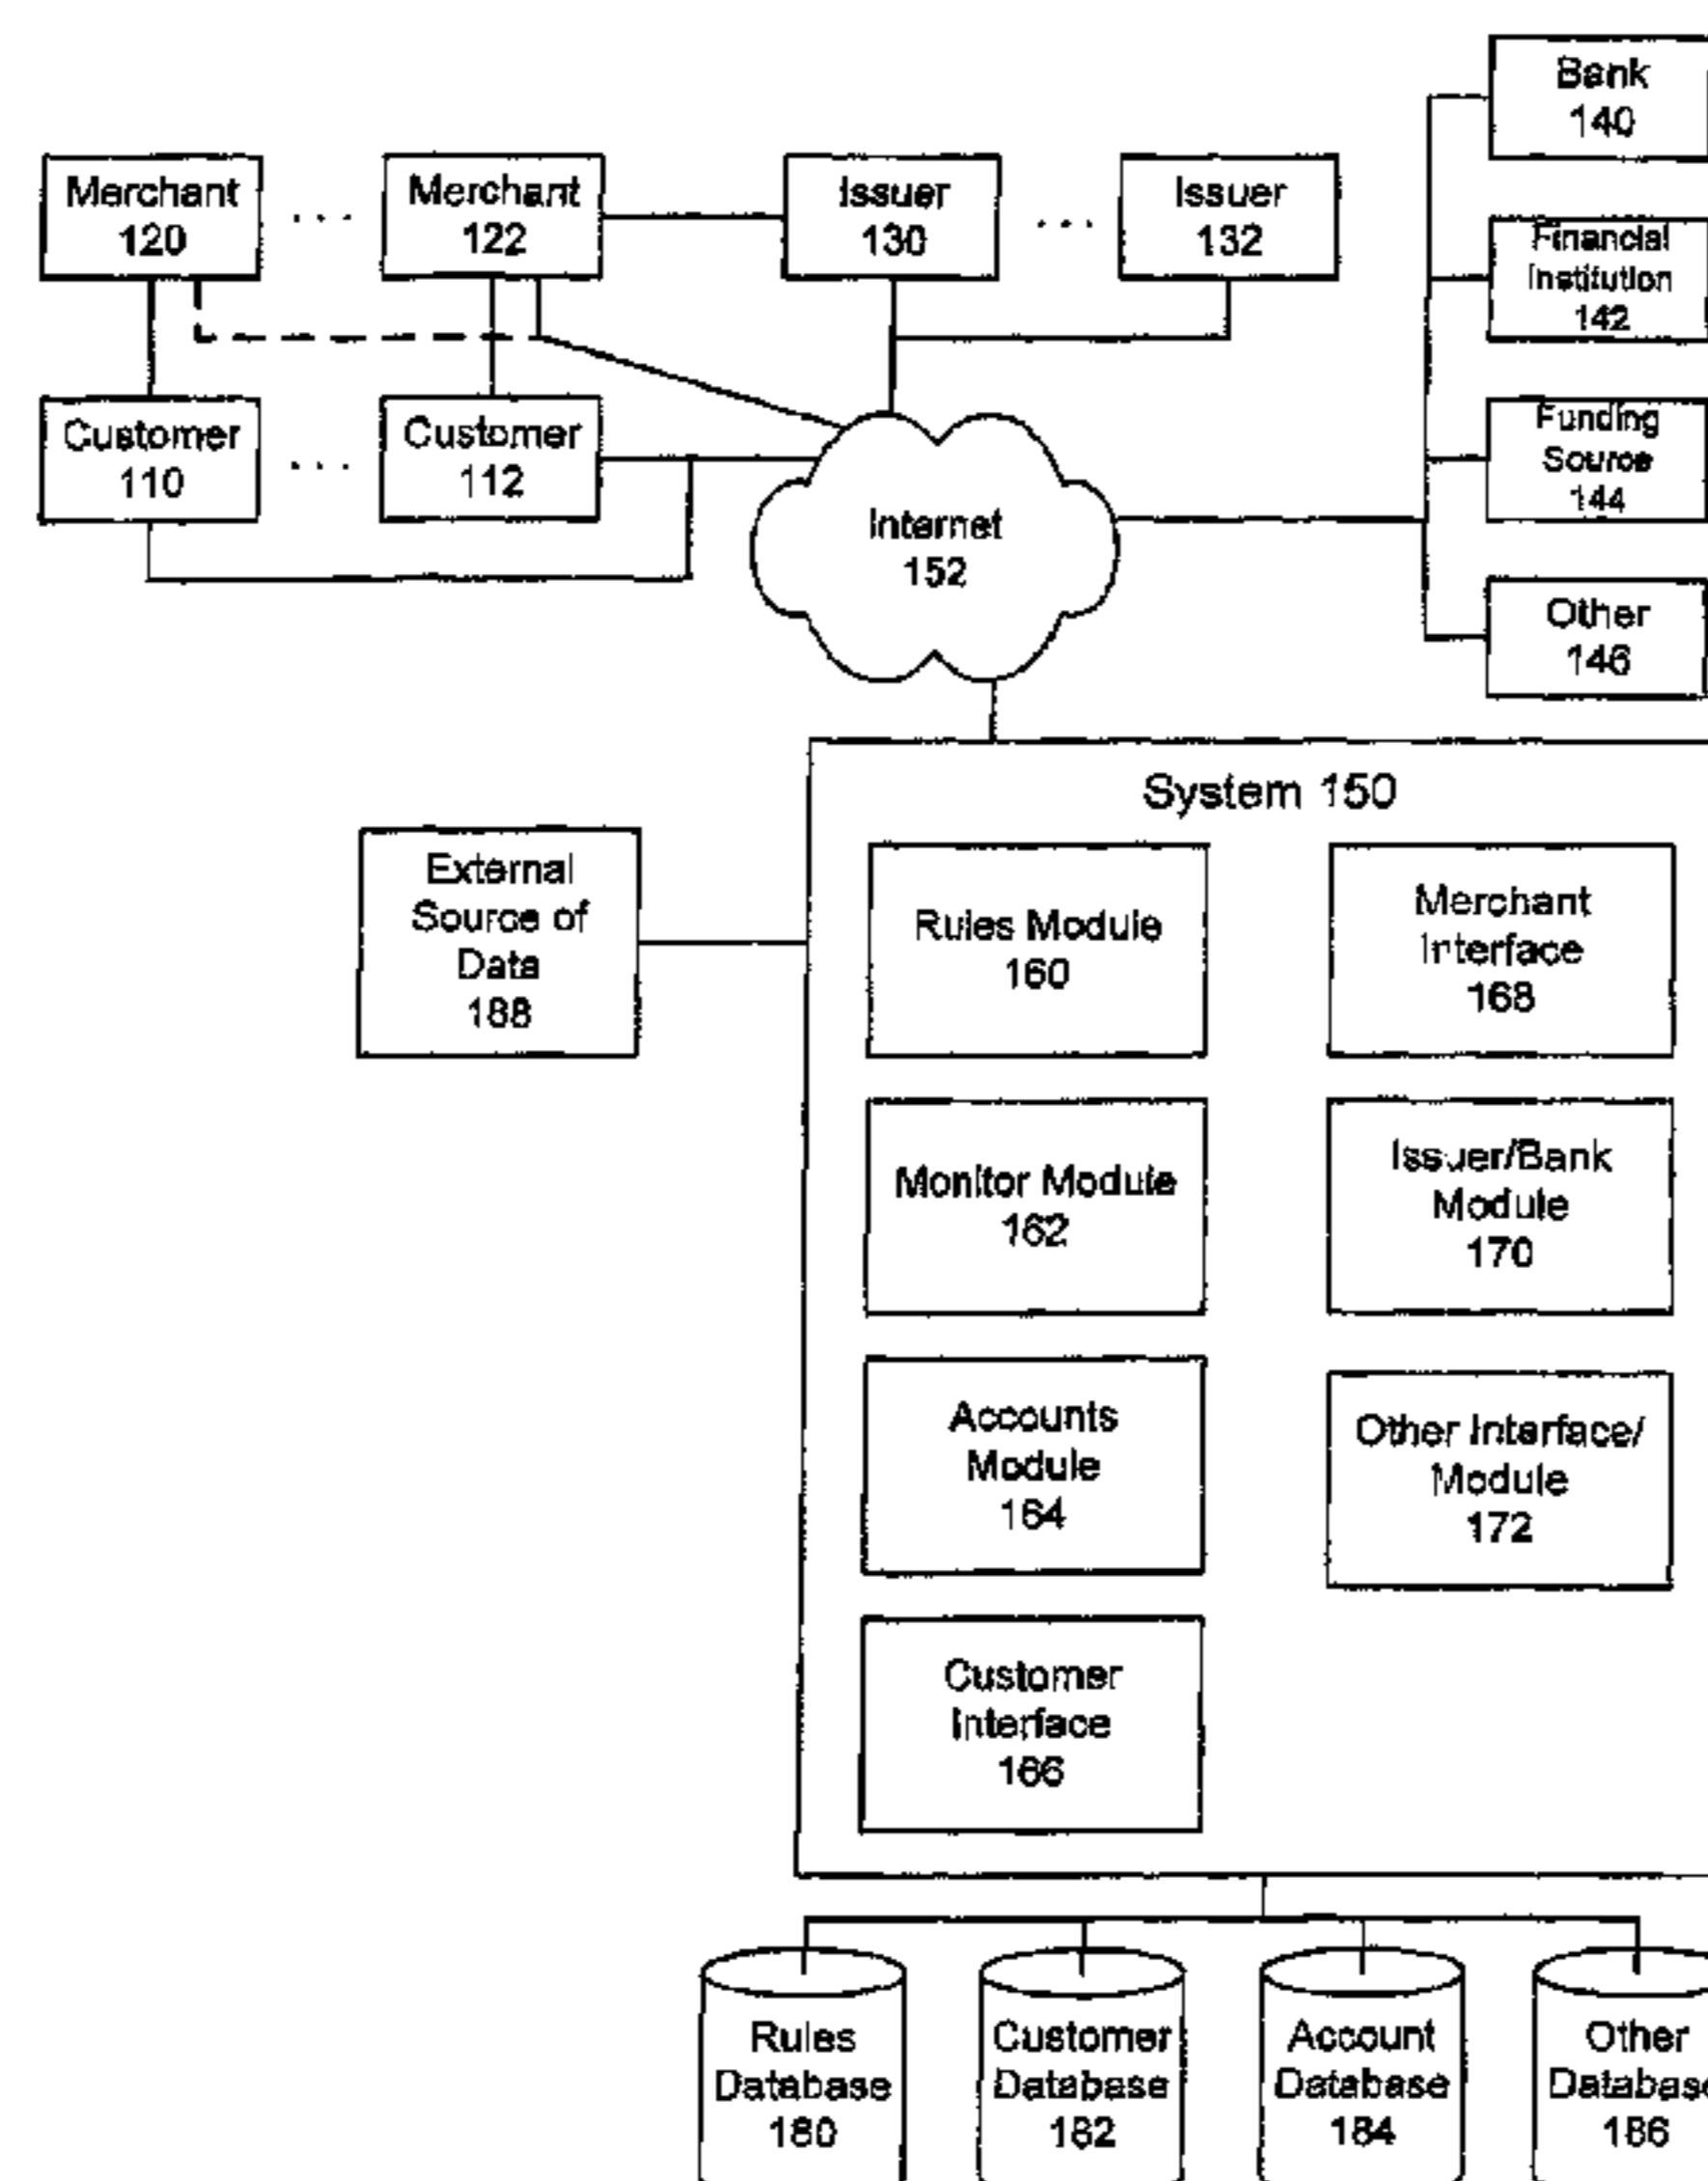 Bank
140
Merchant
120
...
Merchant
122
Issuer
130
...
Issuer
132
Financial
Institution
142
Customer
110
...
Customer
112
Funding
Source
144
Internet
152
Other
146
System 150
External
Source of
Data
188
Rules Module
160
Merchant
Interface
168
Monitor Module
162
Issuer/Bank
Module
170
Accounts
Module
164
Other Interface/
Module
172
Customer
Interface
166
Rules
Database
180
Customer
Database
182
Account
Database
184
Other
Database
186